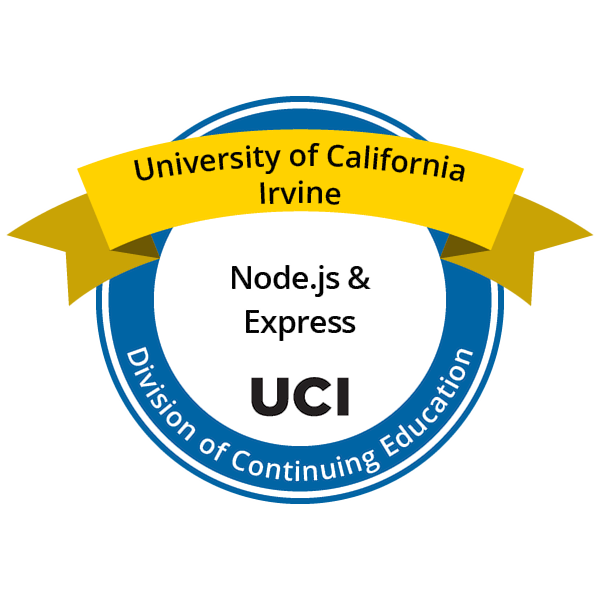 University of California
Irvine
Node.js &
Express
UCI
Division of Continuing Education